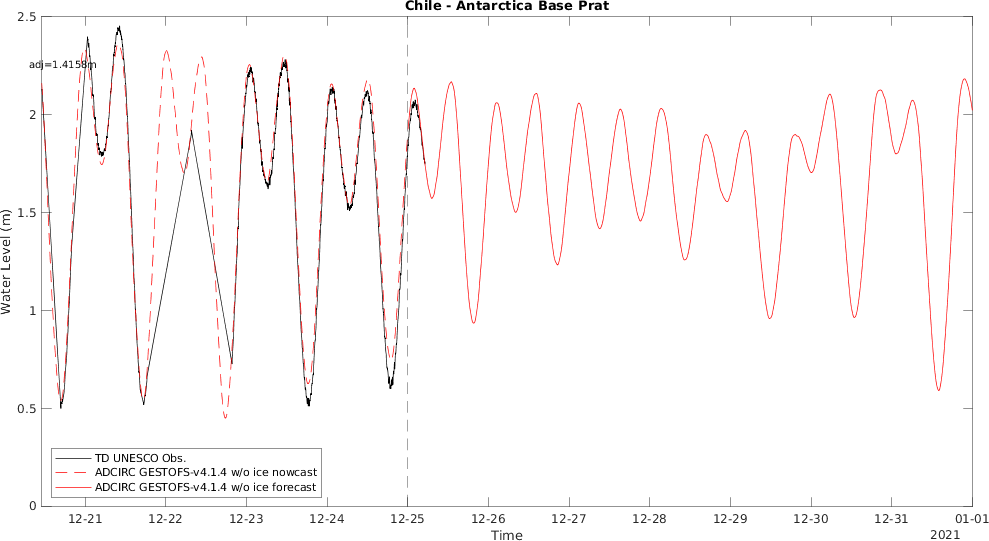 Chile - Antarctica Base Prat
adj=1.4158m
Water Level (m)
2.5
2
1.5
1
0.5
0
TD UNESCO Obs.
ADCIRC GESTOFS-v4.1.4 w/o ice nowcast
ADCIRC GESTOFS-v4.1.4 w/o ice forecast
12-21 12-22 12-23 12-24 12-25 12-26 12-27 12-28 12-29 12-30 12-31 01-01
Time
2021